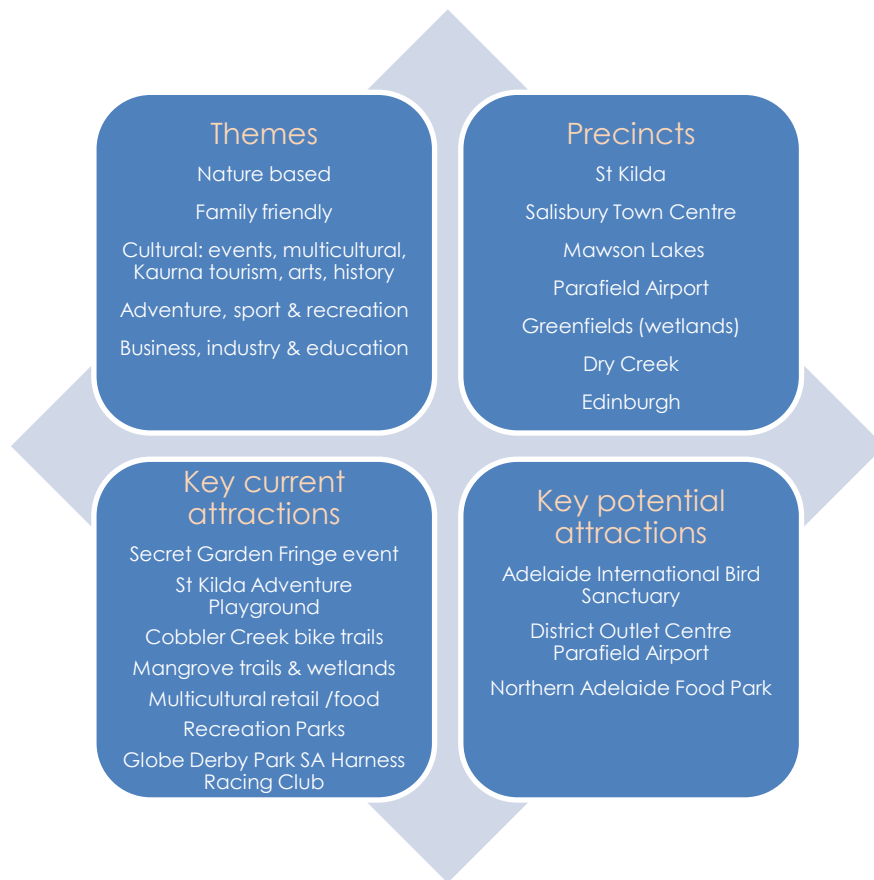 Themes
Nature based
Family friendly
Cultural: events, multicultural,
Kaurna tourism, arts, history
Adventure, sport & recreation
Business, industry & education
Precincts
St Kilda
Salisbury Town Centre
Mawson Lakes
Parafield Airport
Greenfields (wetlands)
Dry Creek
Edinburgh
Key current
attractions
Secret Garden Fringe event
St Kilda Adventure
Playground
Cobbler Creek bike trails
Mangrove trails & wetlands
Multicultural retail /food
Recreation Parks
Globe Derby Park SA Harness
Racing Club
Key potential
attractions
Adelaide International Bird
Sanctuary
District Outlet Centre
Parafield Airport
Northern Adelaide Food Park